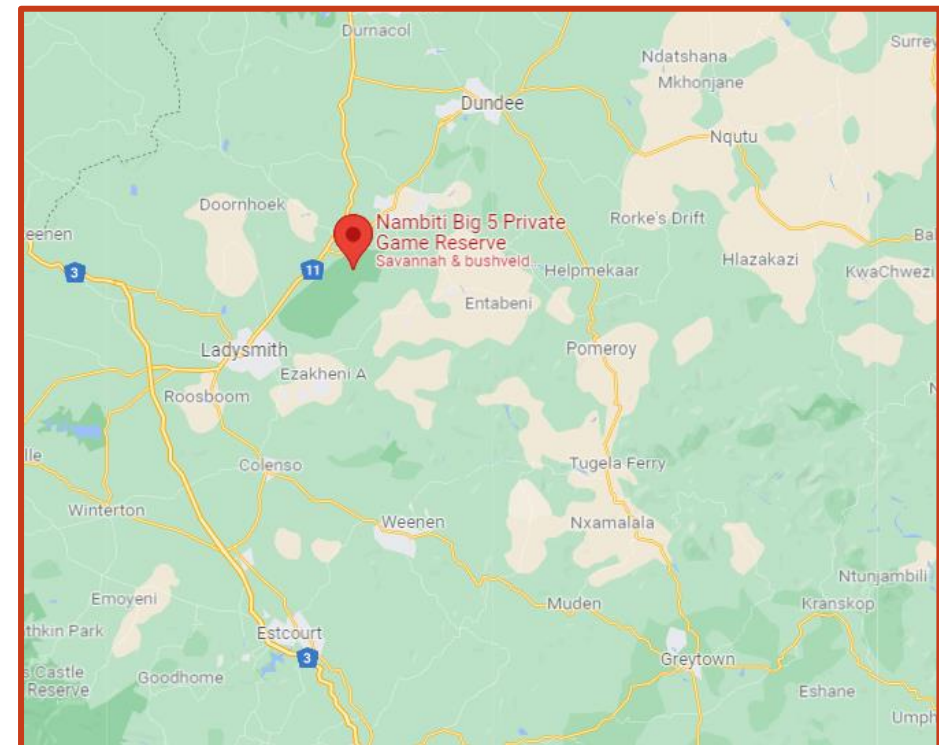 Durnacol
Surrey
Ndatshana
Mkhonjane
Dundee
Nqutu
Doornhoek
Nambiti Big 5 Private
Game Reserve
Savannah & bushveld...
Rorke's Drift
eenen
Ba
3
11
Helpmekaar
Hlazakazi
KwaChwezi
Entabeni
Ladysmith
Pomeroy
Ezakheni A
Roosboom
N
lle
Colenso
Tugela Ferry
Winterton
Weenen
Nxamalala
Ntunjambili
Emoyeni
Muden
Kranskop
thkin Park
Estcourt
3
Greytown
s Castle
Reserve
Goodhome
Eshane
Umph